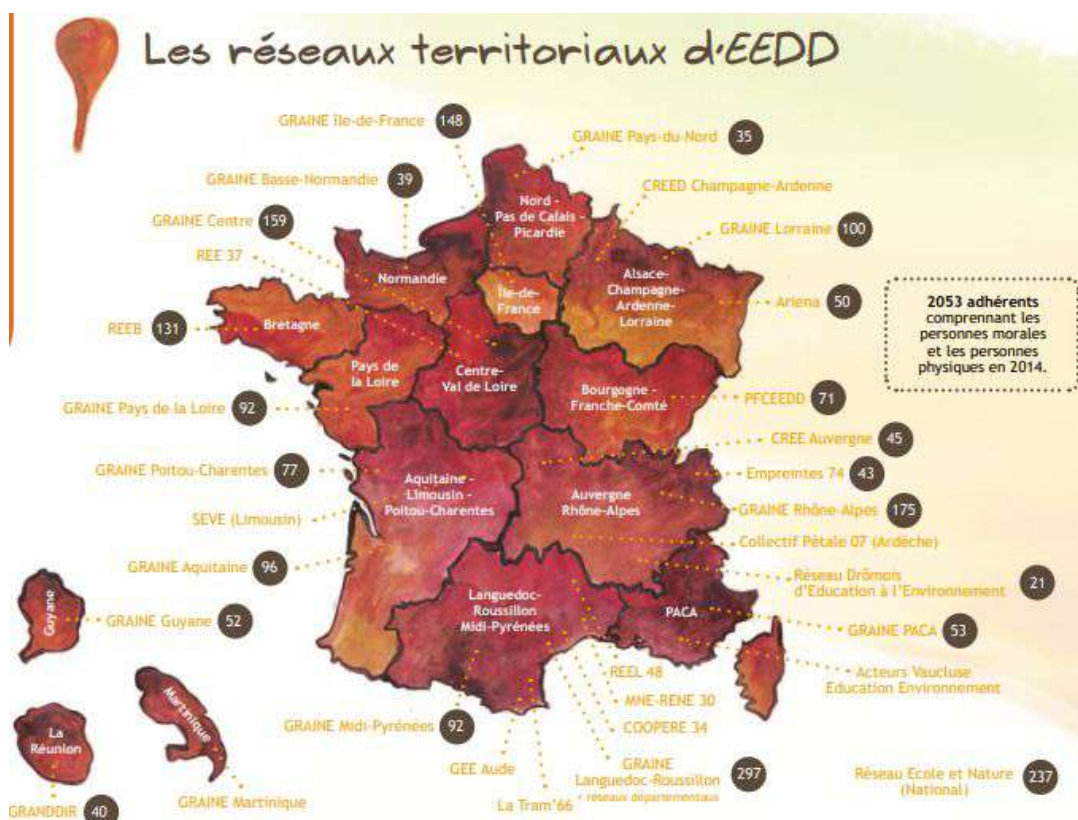 Les réseaux territoriaux d'EEDD
GRAINE Île-de-France 148
GRAINE Pays-du-Nord 35
GRAINE Basse-Normandie 39
CREED Champagne-Ardenne
GRAINE Centre 159
GRAINE Lorraine 100
REE 37
Nord -
Pas de Calais -
Picardie
Normandie
Île-de-
France
Alsace-
Champagne-
Ardenne-
Lorraine
Ariena 50
2053 adhérents
comprennant les
personnes morales
et les personnes
physiques en 2014.
REEB 131
Bretagne
Pays de
la Loire
Centre-
Val de Loire
Bourgogne -
Franche-Comté
PFCEEDD 71
GRAINE Pays de la Loire 92
CREE Auvergne 45
GRAINE Poitou-Charentes 77
Empreintes 74 43
Aquitaine -
Limousin -
Poitou-Charentes
Auvergne
Rhône-Alpes
GRAINE Rhône-Alpes 175
SEVE (Limousin)
Collectif Pétale 07 (Ardèche)
GRAINE Aquitaine 96
Réseau Drômois
d'Education à l'Environnement 21
Languedoc-
Roussillon
Midi-Pyrénées
PACA
Guyane
GRAINE Guyane 52
GRAINE PACA 53
REEL 48
Acteurs Vaucluse
Education Environnement
MNE-RENE 30
Martinique
GRAINE Midi-Pyrénées 92
COOPERE 34
La
Réunion
GEE Aude
GRAINE
Languedoc-Roussillon 297
+ réseaux départementaux
Réseau Ecole et Nature 237
(National)
GRAINE Martinique
La Tram'66
GRANDDIR 40